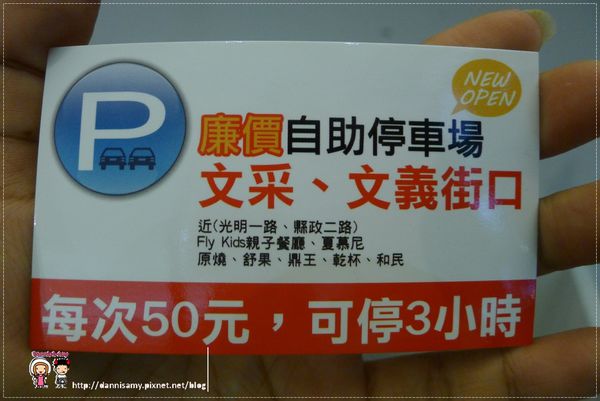 P
NEW
OPEN
廉價自助停車場
文采、文義街口
近(光明一路、縣政二路)
Fly Kids親子餐廳、夏慕尼
原燒、舒果、鼎王、乾杯、和民
每次50元，可停3小時
http://dannisamy.pixnet.net/blog